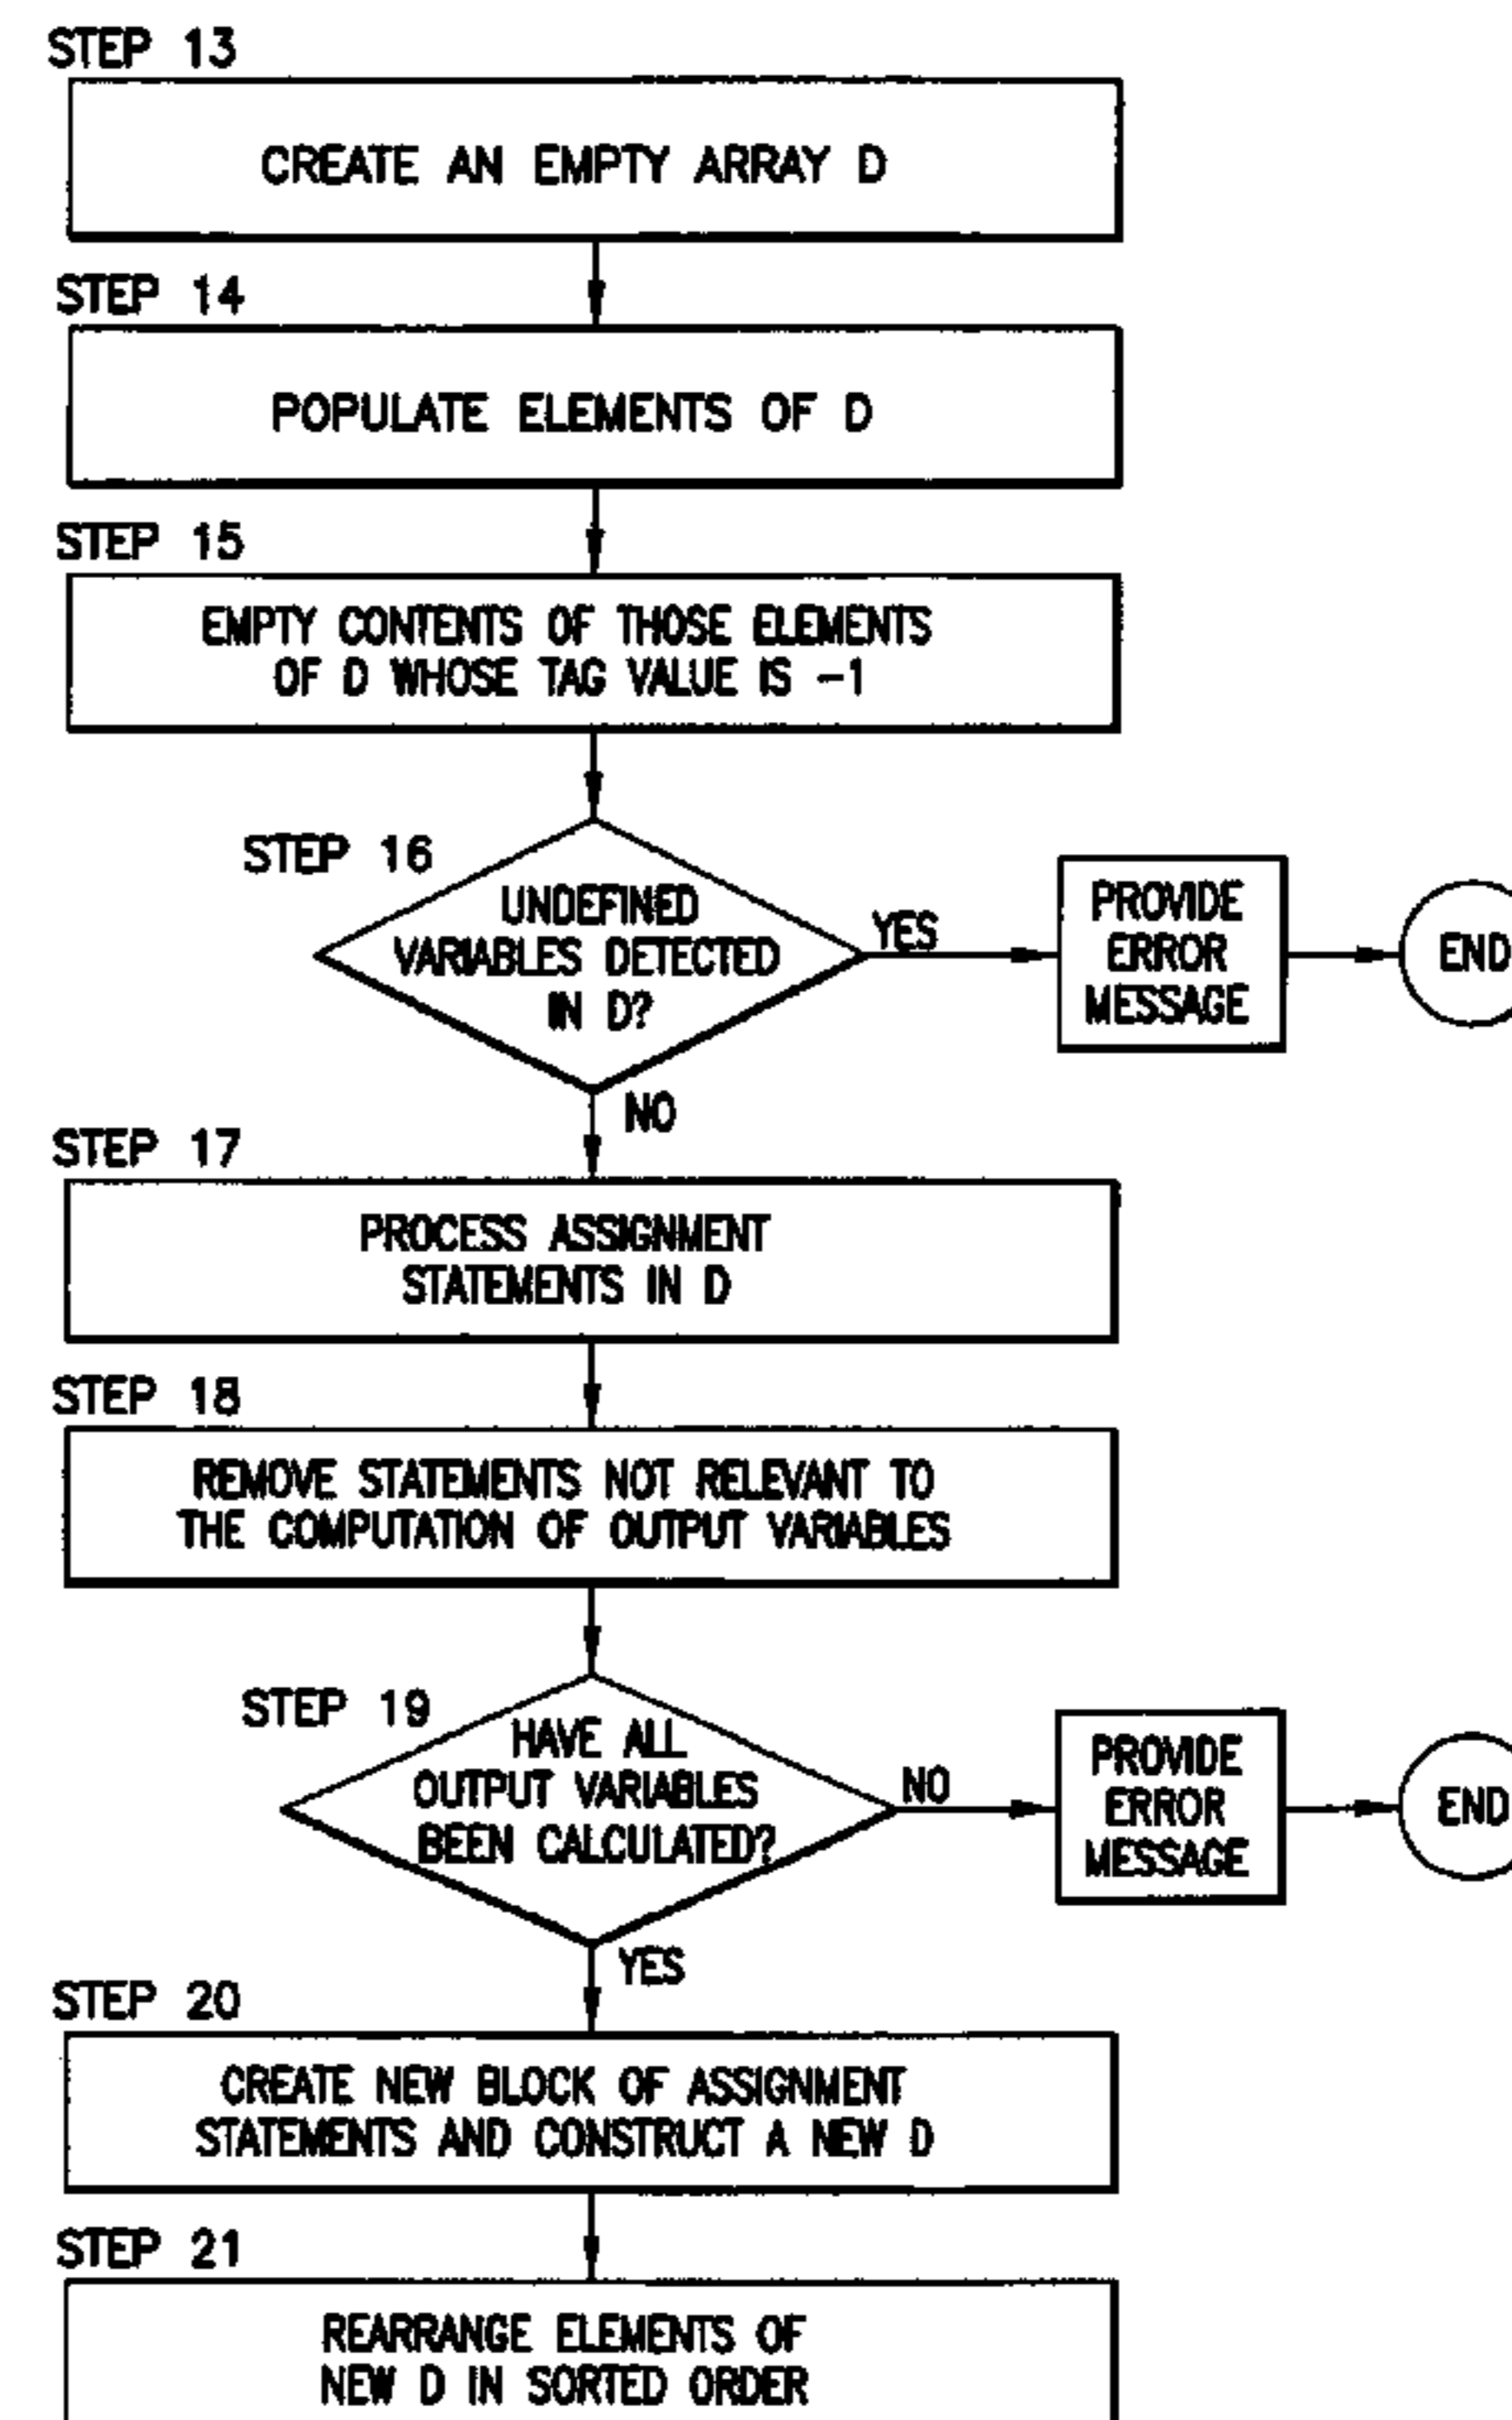 STEP 13
CREATE AN EMPTY ARRAY D
STEP 14
POPULATE ELEMENTS OF D
STEP 15
EMPTY CONTENTS OF THOSE ELEMENTS
OF D WHOSE TAG VALUE IS -1
STEP 16
UNDEFINED
VARIABLES DETECTED
IN D?
YES
PROVIDE
ERROR
MESSAGE
END
NO
STEP 17
PROCESS ASSIGNMENT
STATEMENTS IN D
STEP 18
REMOVE STATEMENTS NOT RELEVANT TO
THE COMPUTATION OF OUTPUT VARIABLES
STEP 19
HAVE ALL
OUTPUT VARIABLES
BEEN CALCULATED?
NO
PROVIDE
ERROR
MESSAGE
END
YES
STEP 20
CREATE NEW BLOCK OF ASSIGNMENT
STATEMENTS AND CONSTRUCT A NEW D
STEP 21
REARRANGE ELEMENTS OF
NEW D IN SORTED ORDER